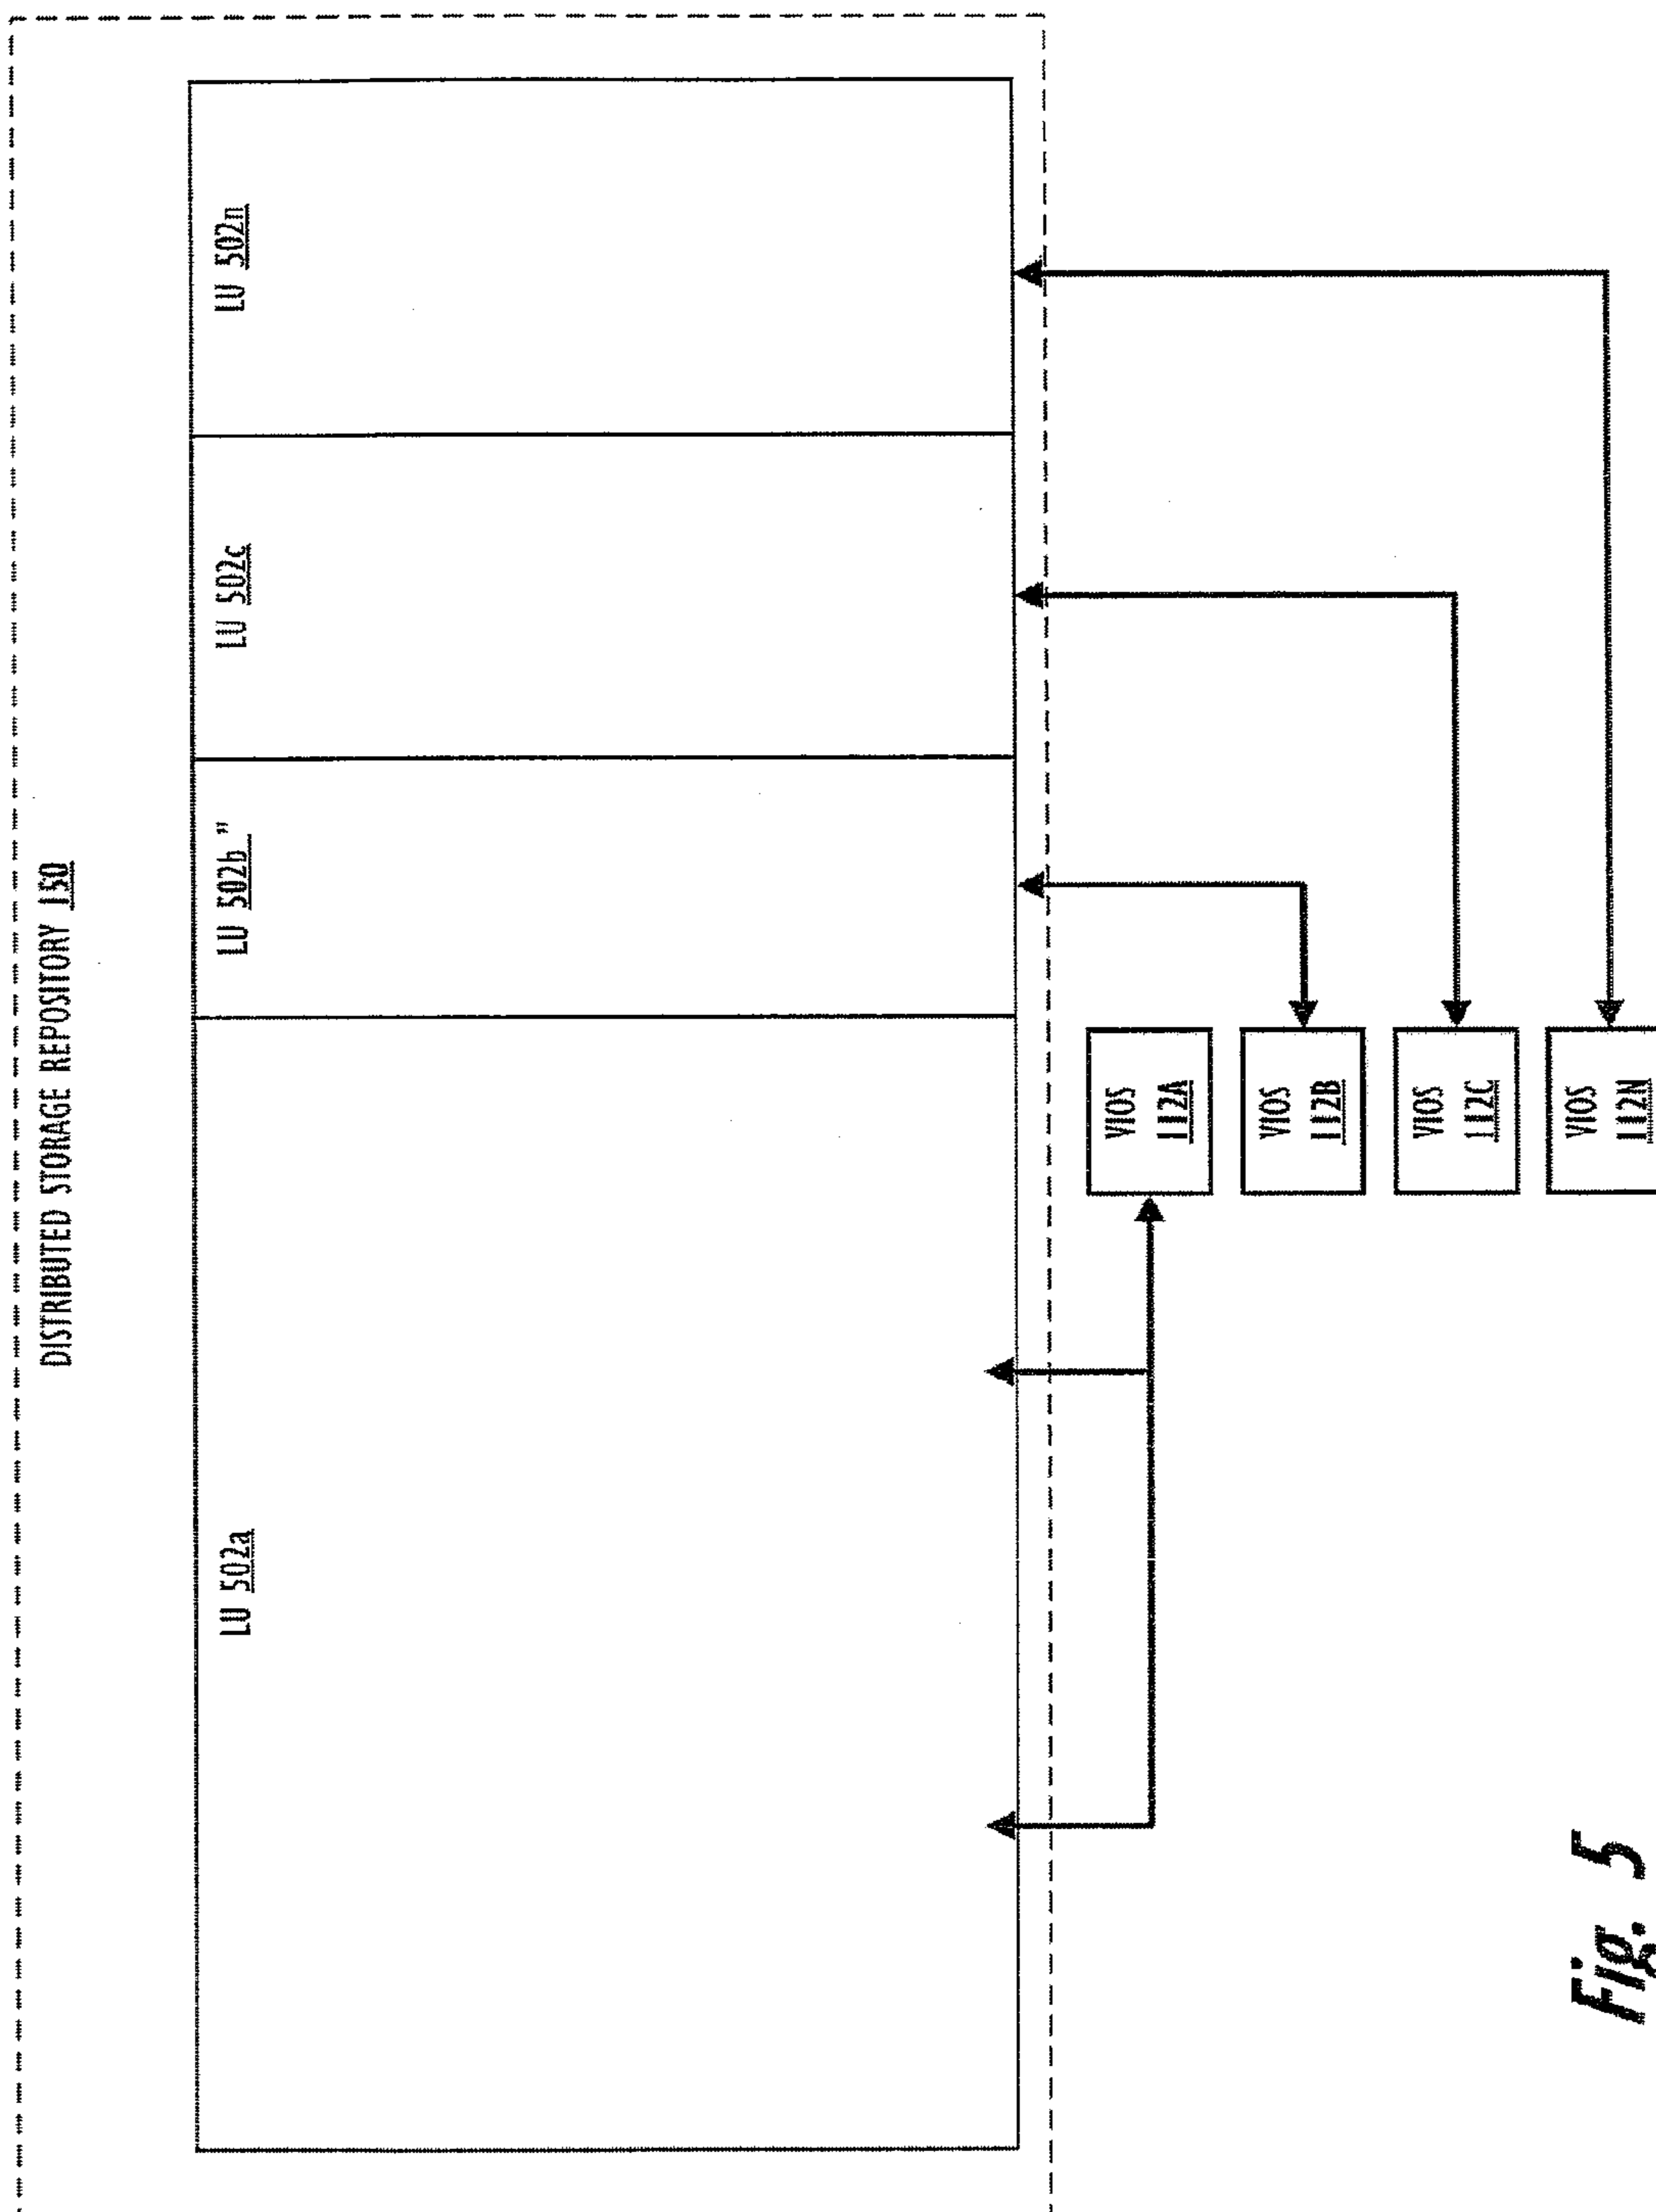 DISTRIBUTED STORAGE REPOSITORY 150
LU 502a
LU 502b"
LU 502c
LU 502n
VIOS
112A
VIOS
112B
VIOS
112C
VIOS
112N
Fig. 5